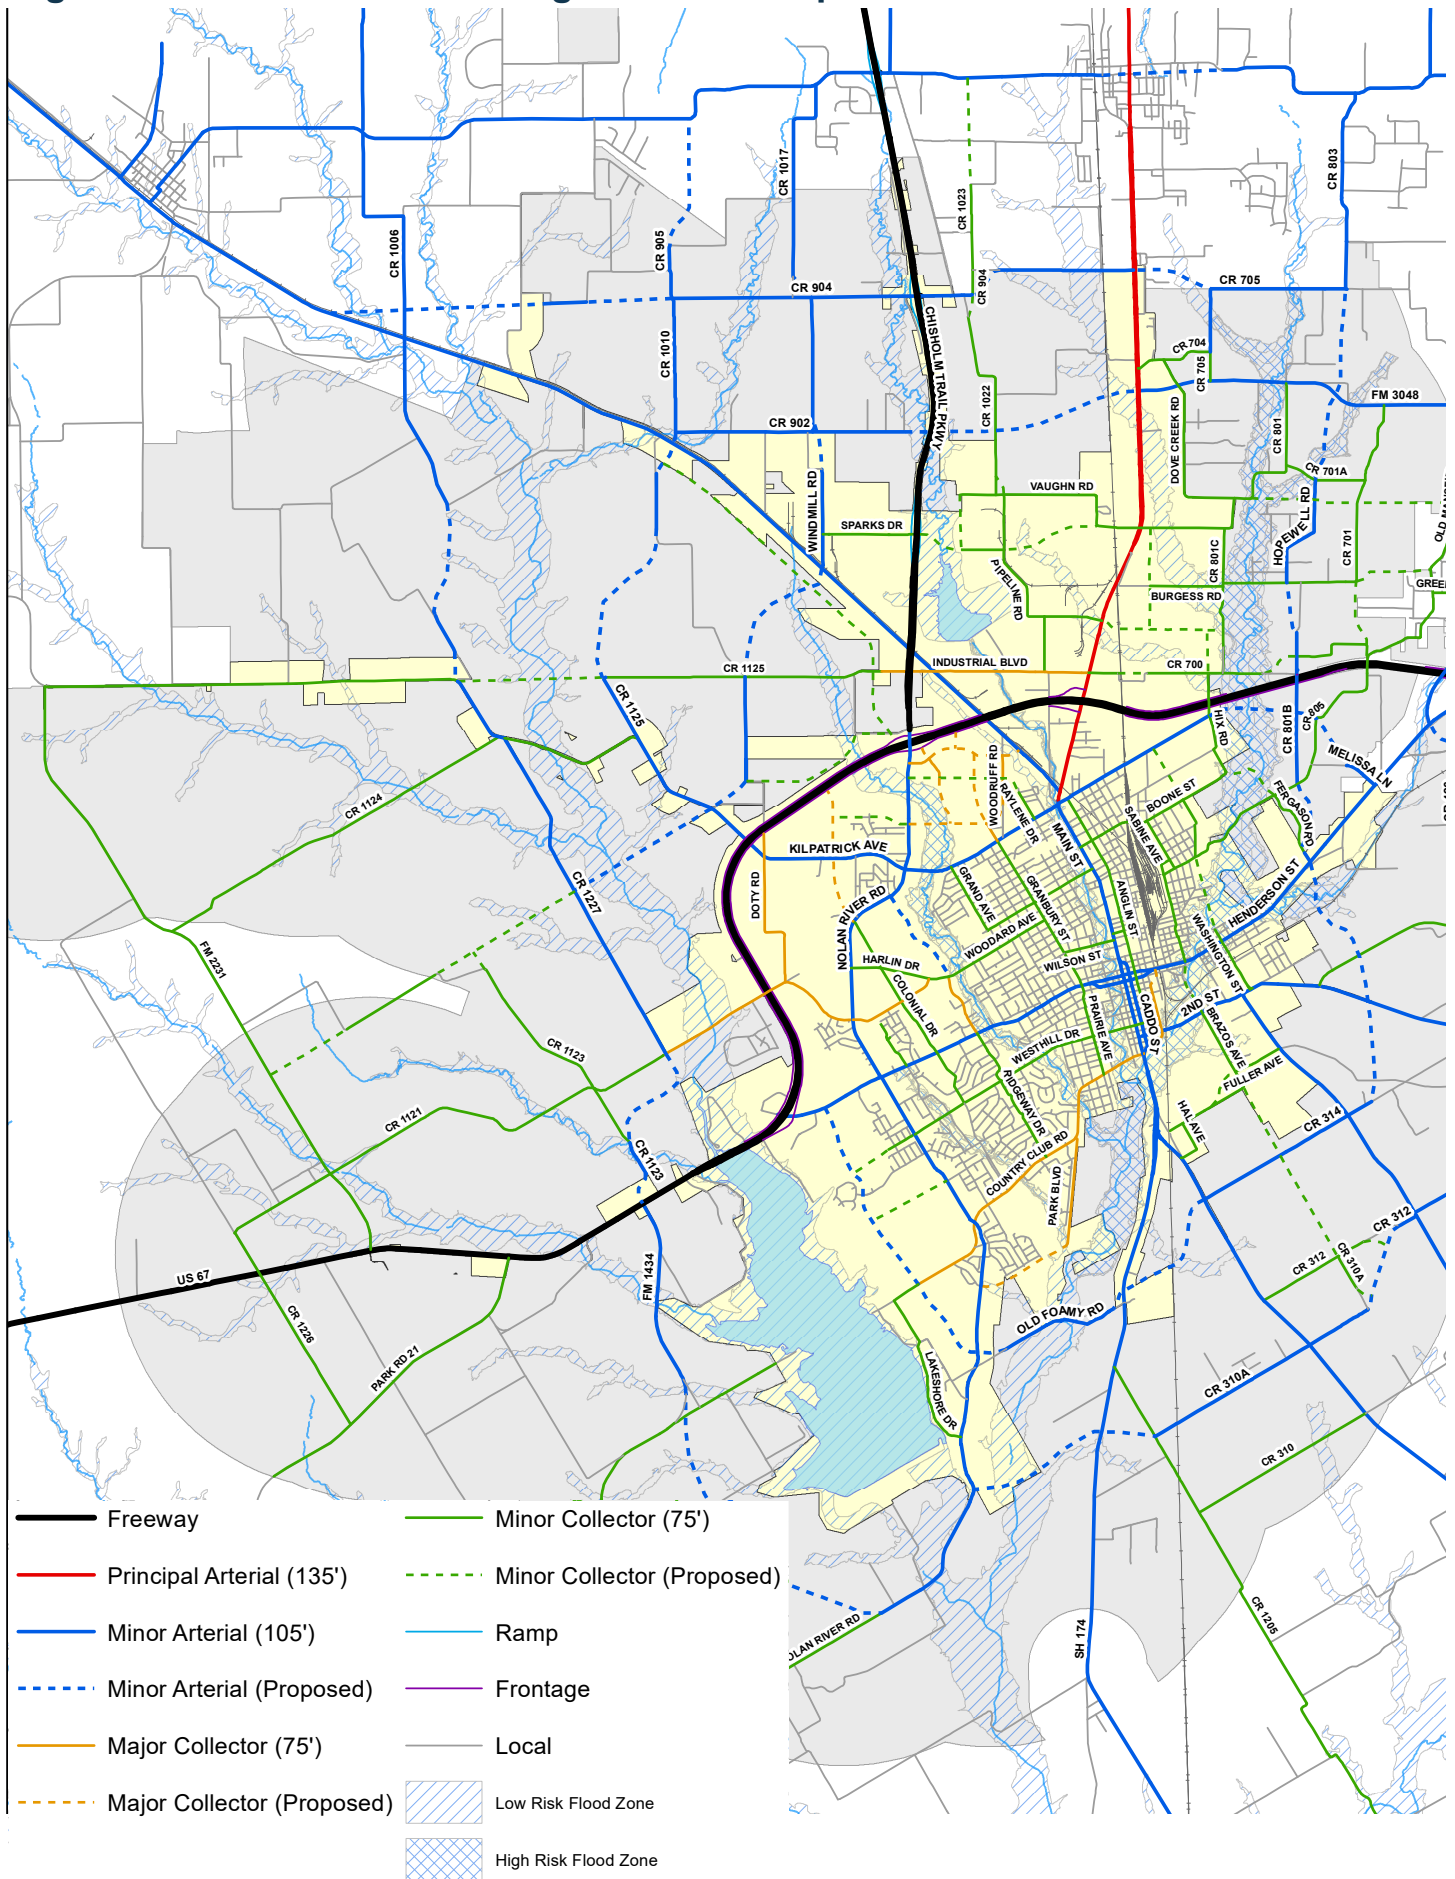 CR 1017
CR 803
CR 1023
CR 1006
CR 905
CR 904
CR 904
CR 705
CHISHOLM TRAIL PKWY
CR 1010
CR 704
CR 705
FM 3048
CR 1022
DOVE CREEK RD
CR 902
CR 801
CR 701A
VAUGHN RD
WINDMILL RD
HOPEWELL RD
SPARKS DR
CR 701
CR 801C
PIPELINE RD
BURGESS RD
INDUSTRIAL BLVD
CR 1125
CR 700
CR 1125
HIX RD
CR 801B
CR 805
MELISSA LN
WOODRUFF RD
RAYLENE DR
BOONE ST
FERGASON RD
CR 1124
SABINE AVE
MAIN ST
KILPATRICK AVE
CR 1227
DOTY RD
GRAND AVE
GRANBURY ST
ANGLIN ST
HENDERSON ST
NOLAN RIVER RD
WOODARD AVE
WASHINGTON ST
FM 2231
HARLIN DR
WILSON ST
COLONIAL DR
PRAIRIE AVE
CADDO ST
2ND ST
BRAZOS AVE
CR 1123
WESTHILL DR
FULLER AVE
RIDGEWAY DR
CR 1121
HAL AVE
CR 314
CR 1123
COUNTRY CLUB RD
PARK BLVD
CR 312
CR 312
CR 310A
US 67
FM 1434
CR 1226
OLD FOAMY RD
PARK RD 21
LAKESHORE DR
CR 310A
CR 310
CR 1205
SH 174
OLAN RIVER RD
Freeway
Principal Arterial (135')
Minor Arterial (105')
Minor Arterial (Proposed)
Major Collector (75')
Major Collector (Proposed)
Minor Collector (75')
Minor Collector (Proposed)
Ramp
Frontage
Local
Low Risk Flood Zone
High Risk Flood Zone